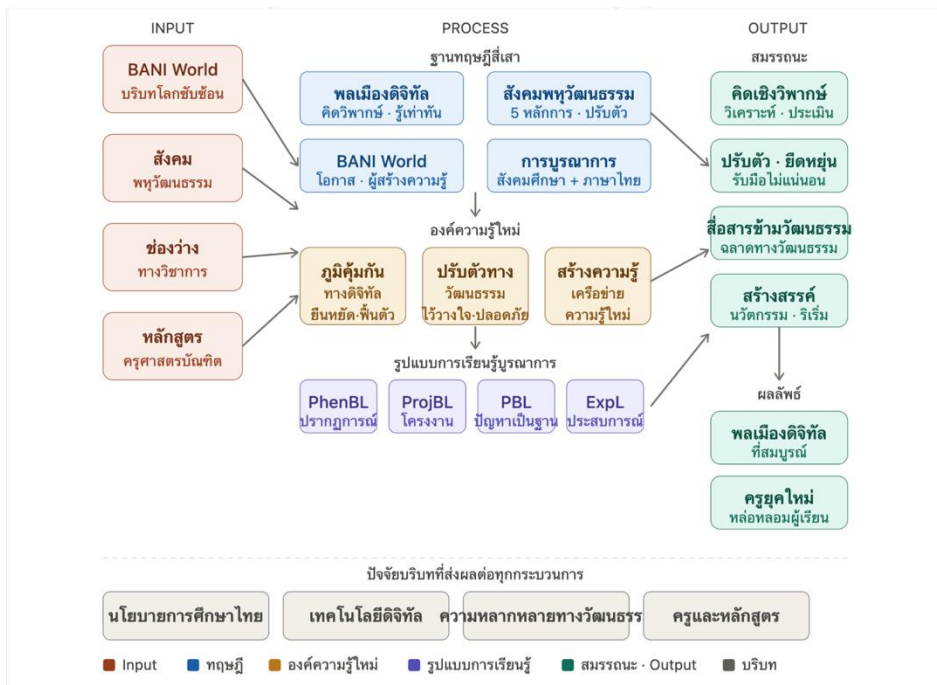 INPUT
PROCESS
OUTPUT
ฐานทฤษฎีสี่เสา
สมรรถนะ
BANI World
บริบทโลกซับซ้อน
สังคม
พหุวัฒนธรรม
ช่องว่าง
ทางวิชาการ
หลักสูตร
ครุศาสตรบัณฑิต
พลเมืองดิจิทัล
คิดวิพากษ์ · รู้เท่าทัน
สังคมพหุวัฒนธรรม
5 หลักการ · ปรับตัว
BANI World
โอกาส · ผู้สร้างความรู้
การบูรณาการ
สังคมศึกษา + ภาษาไทย
องค์ความรู้ใหม่
ภูมิคุ้มกัน
ทางดิจิทัล
ยืนหยัด·ฟื้นตัว
ปรับตัวทาง
วัฒนธรรม
ไว้วางใจ·ปลอดภัย
สร้างความรู้
เครือข่าย
ความรู้ใหม่
รูปแบบการเรียนรู้บูรณาการ
PhenBL
ปรากฏการณ์
ProjBL
โครงงาน
PBL
ปัญหาเป็นฐาน
ExpL
ประสบการณ์
คิดเชิงวิพากษ์
วิเคราะห์ · ประเมิน
ปรับตัว · ยืดหยุ่น
รับมือไม่แน่นอน
สื่อสารข้ามวัฒนธรรม
ฉลาดทางวัฒนธรรม
สร้างสรรค์
นวัตกรรม · ริเริ่ม
ผลลัพธ์
พลเมืองดิจิทัล
ที่สมบูรณ์
ครูยุคใหม่
หล่อหลอมผู้เรียน
ปัจจัยบริบทที่ส่งผลต่อทุกกระบวนการ
นโยบายการศึกษาไทย
เทคโนโลยีดิจิทัล
ความหลากหลายทางวัฒนธรร
ครูและหลักสูตร
Input
ทฤษฎี
องค์ความรู้ใหม่
รูปแบบการเรียนรู้
สมรรถนะ · Output
บริบท